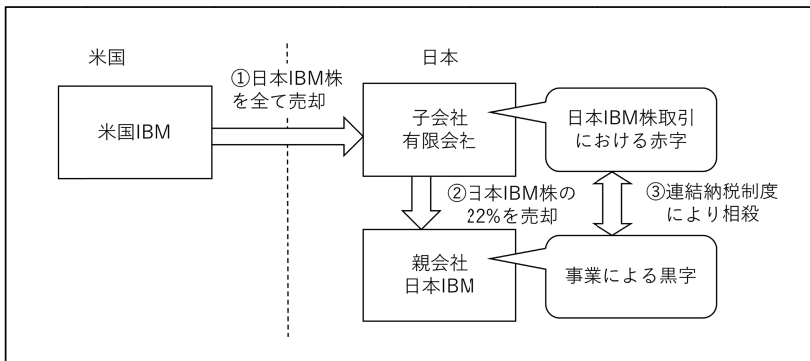 米国
日本
①日本IBM株
を全て売却
米国IBM
子会社
有限会社
日本IBM株取引
における赤字
②日本IBM株の
22%を売却
③連結納税制度
により相殺
親会社
日本IBM
事業による黒字